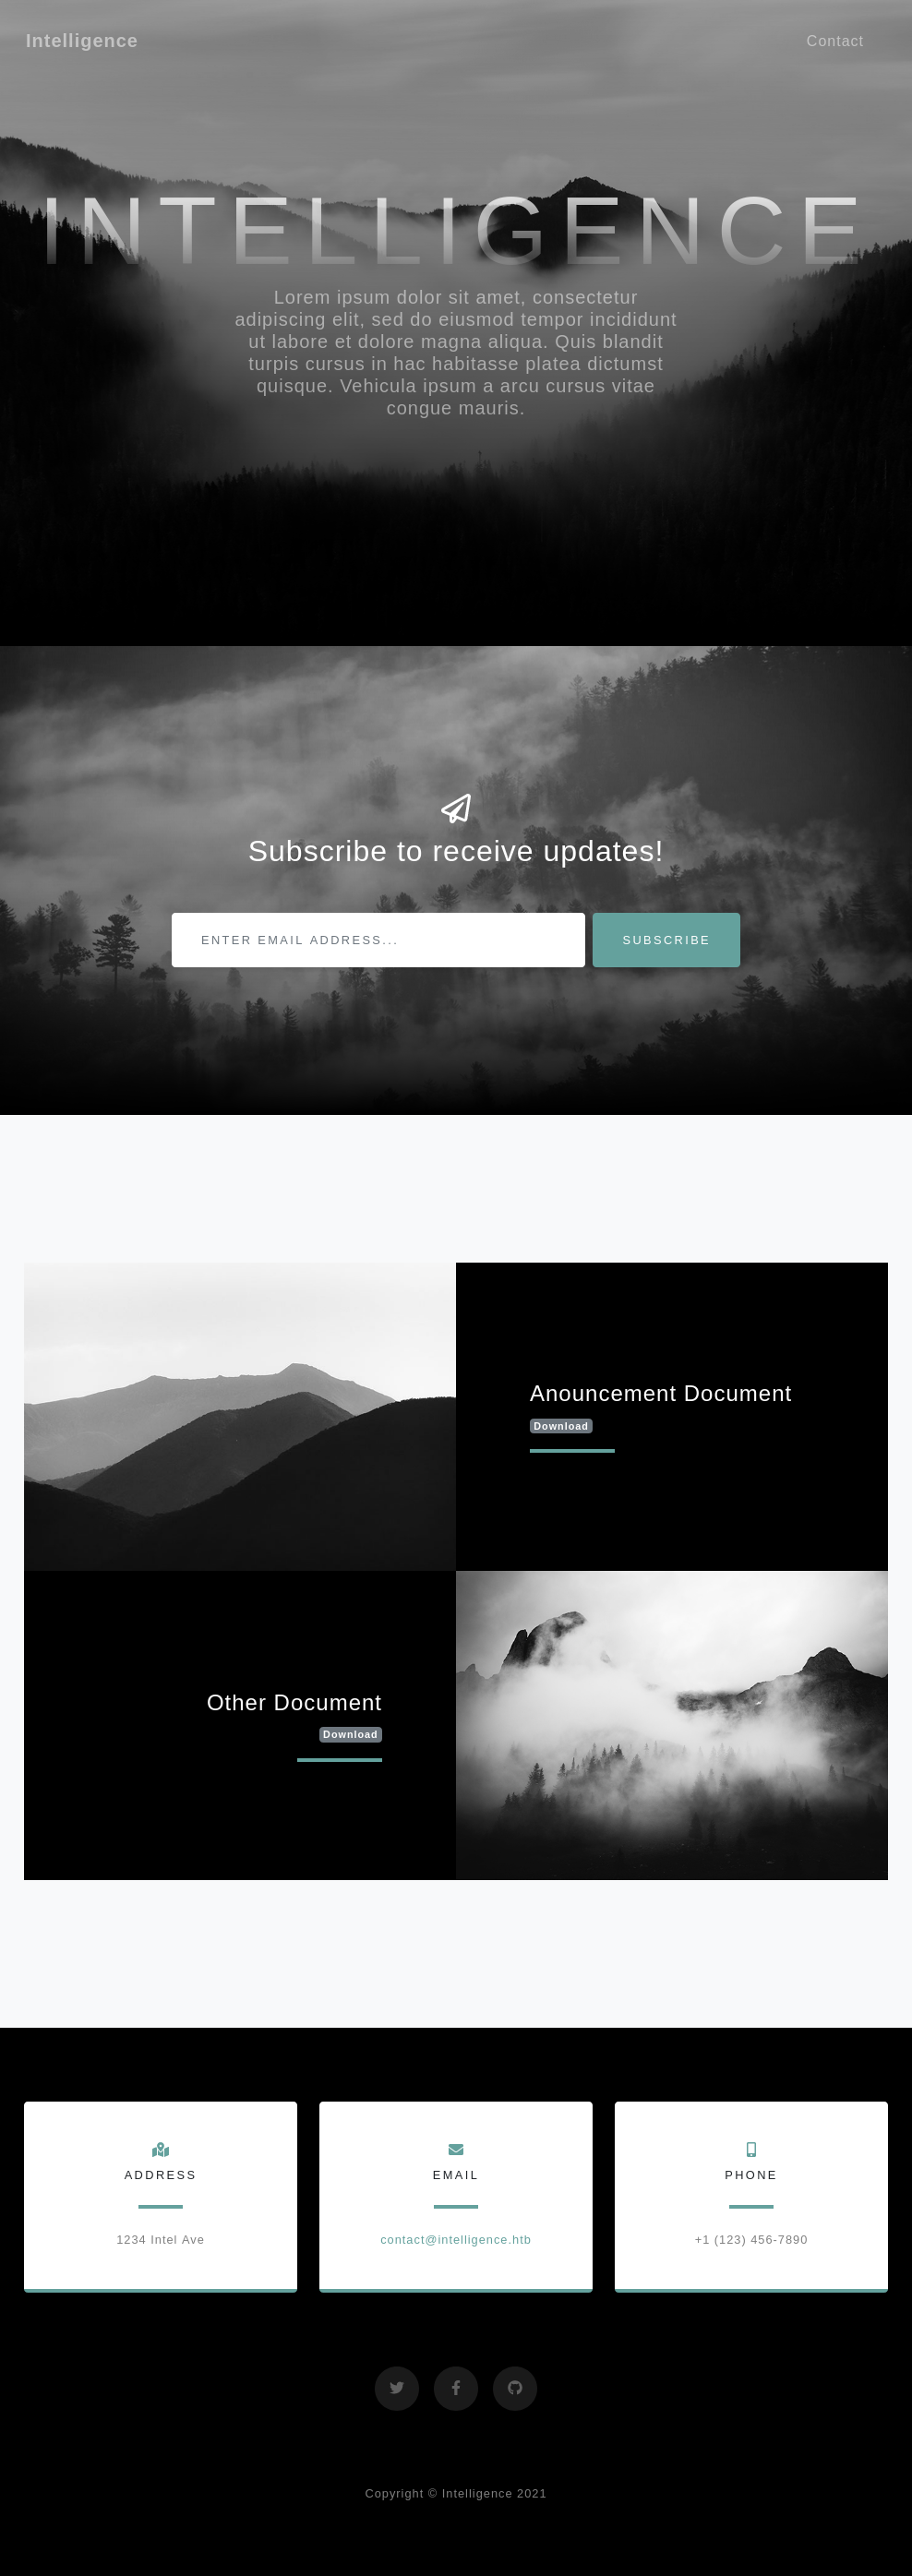 Intelligence
Contact
INTELLIGENCE
Lorem ipsum dolor sit amet, consectetur
adipiscing elit, sed do eiusmod tempor incididunt
ut labore et dolore magna aliqua. Quis blandit
turpis cursus in hac habitasse platea dictumst
quisque. Vehicula ipsum a arcu cursus vitae
congue mauris.
Subscribe to receive updates!
ENTER EMAIL ADDRESS...
SUBSCRIBE
Anouncement Document
Download
Other Document
Download
ADDRESS
1234 Intel Ave
EMAIL
contact@intelligence.htb
PHONE
+1 (123) 456-7890
Copyright © Intelligence 2021